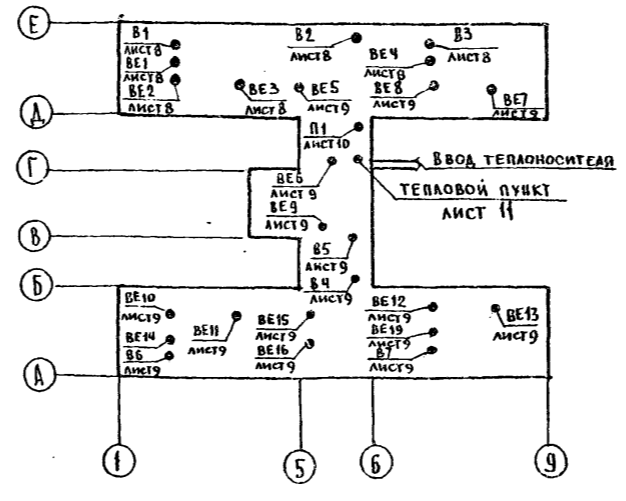 Е
В1
ЛИСТ 8
ВЕ1
ЛИСТ 8
ВЕ2
ЛИСТ 8
ВЕ3
ЛИСТ 8
В2
ЛИСТ 8
ВЕ5
ЛИСТ 9
ВЕ4
ЛИСТ 8
ВЕ8
ЛИСТ 9
В3
ЛИСТ 8
ВЕ7
ЛИСТ 9
Д
П1
ЛИСТ 10
Г
ВВОД ТЕПЛОНОСИТЕЛЯ
ТЕПЛОВОЙ ПУНКТ
ЛИСТ 11
ВЕ6
ЛИСТ 9
ВЕ9
ЛИСТ 9
В
В5
ЛИСТ 9
В4
ЛИСТ 9
Б
ВЕ10
ЛИСТ 9
ВЕ14
ЛИСТ 9
В6
ЛИСТ 9
ВЕ11
ЛИСТ 9
ВЕ15
ЛИСТ 9
ВЕ16
ЛИСТ 9
ВЕ12
ЛИСТ 9
ВЕ19
ЛИСТ 9
В7
ЛИСТ 9
ВЕ13
ЛИСТ 9
А
1
5
6
9